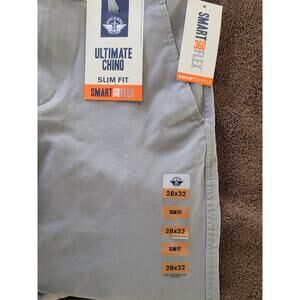 ULTIMATE
CHINO
SLIM FIT
SMART 360 FLEX
SMART
360
FLEX
28x32
SLIM FIT
28x32
SLIM FIT
28x32